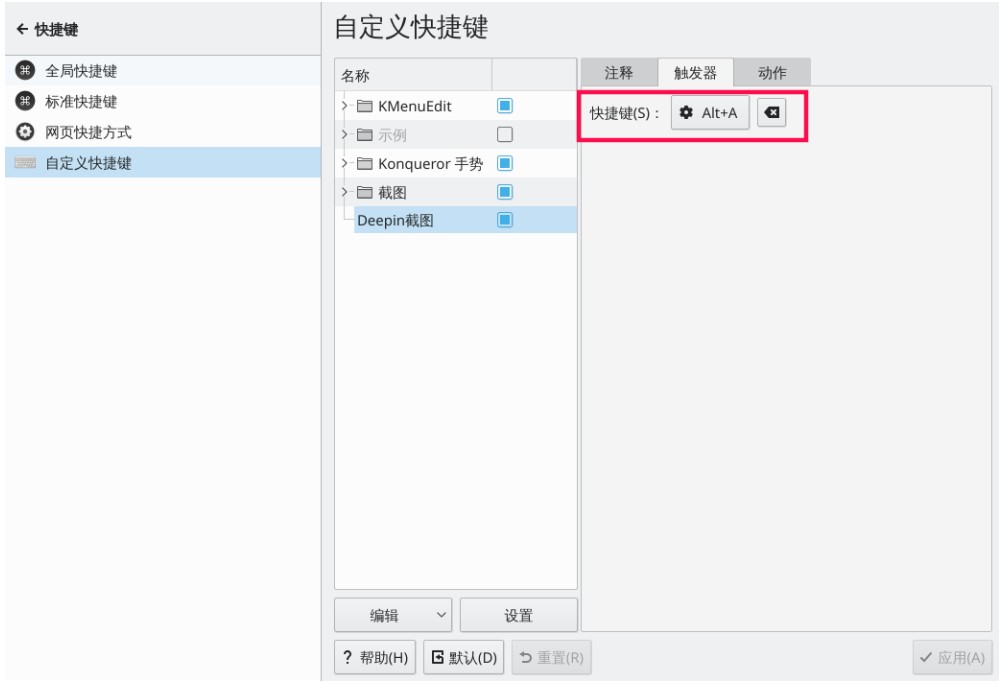 快捷键
全局快捷键
标准快捷键
网页快捷方式
自定义快捷键
自定义快捷键
名称
KMenuEdit
示例
Konqueror 手势
截图
Deepin截图
注释 触发器 动作
快捷键(S)： Alt+A
编辑 设置
? 帮助(H) 默认(D) 重置(R) 应用(A)